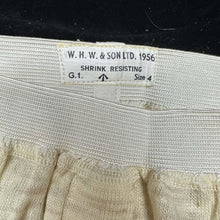 W. H. W. & SON LTD. 1956
SHRINK RESISTING
G.1. Size 4